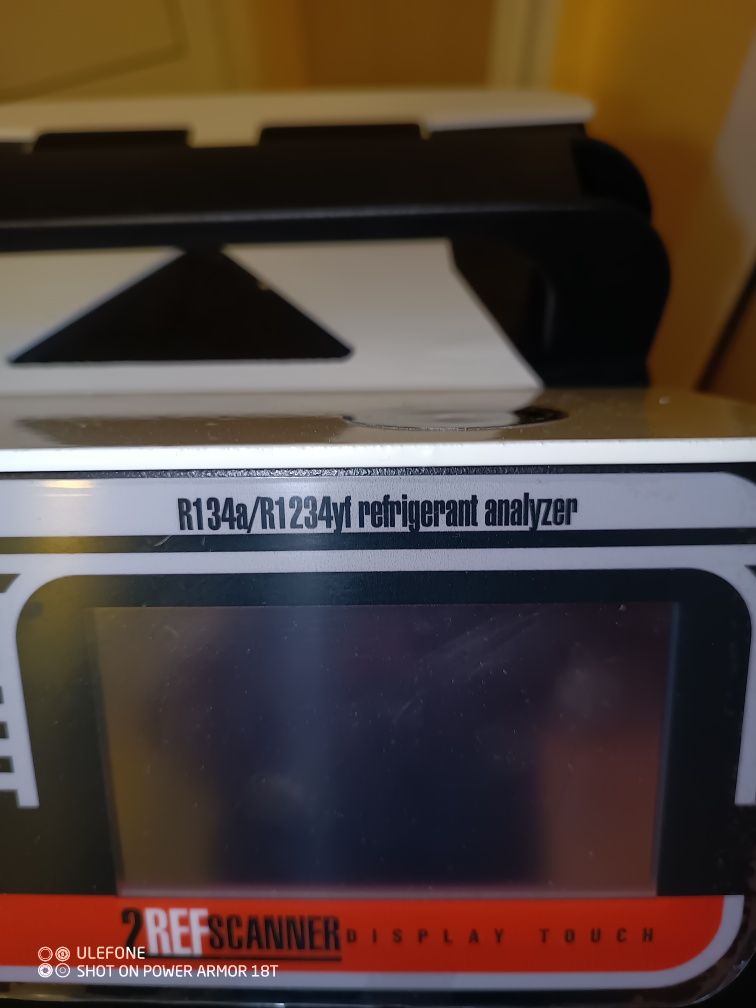 R134a/R1234yf refrigerant analyzer
2REFSCANNER DISPLAY TOUCH
ULEFONE
SHOT ON POWER ARMOR 18T